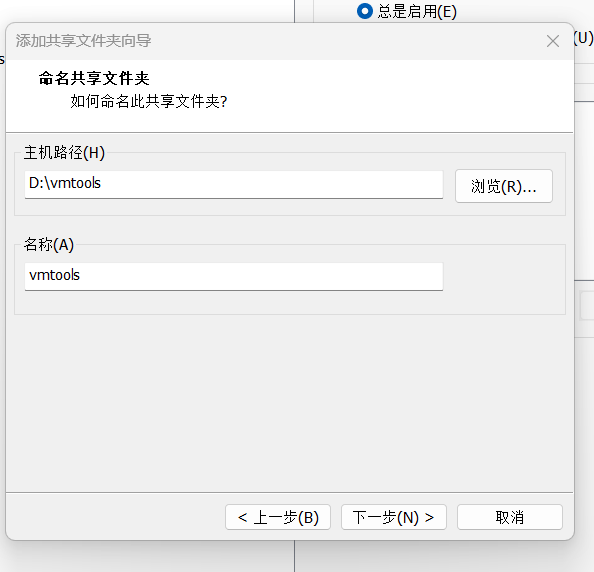 总是启用(E)
(U)
s
添加共享文件夹向导
命名共享文件夹
如何命名此共享文件夹?
主机路径(H)
D:\vmtools
浏览(R)...
名称(A)
vmtools
< 上一步(B)
下一步(N) >
取消